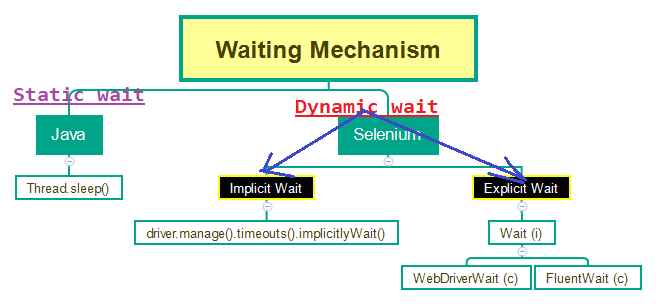 Waiting Mechanism
Static wait
Dynamic wait
Java
Selenium
Thread.sleep()
Implicit Wait
Explicit Wait
driver.manage().timeouts().implicitlyWait()
Wait (i)
WebDriverWait (c)
FluentWait (c)